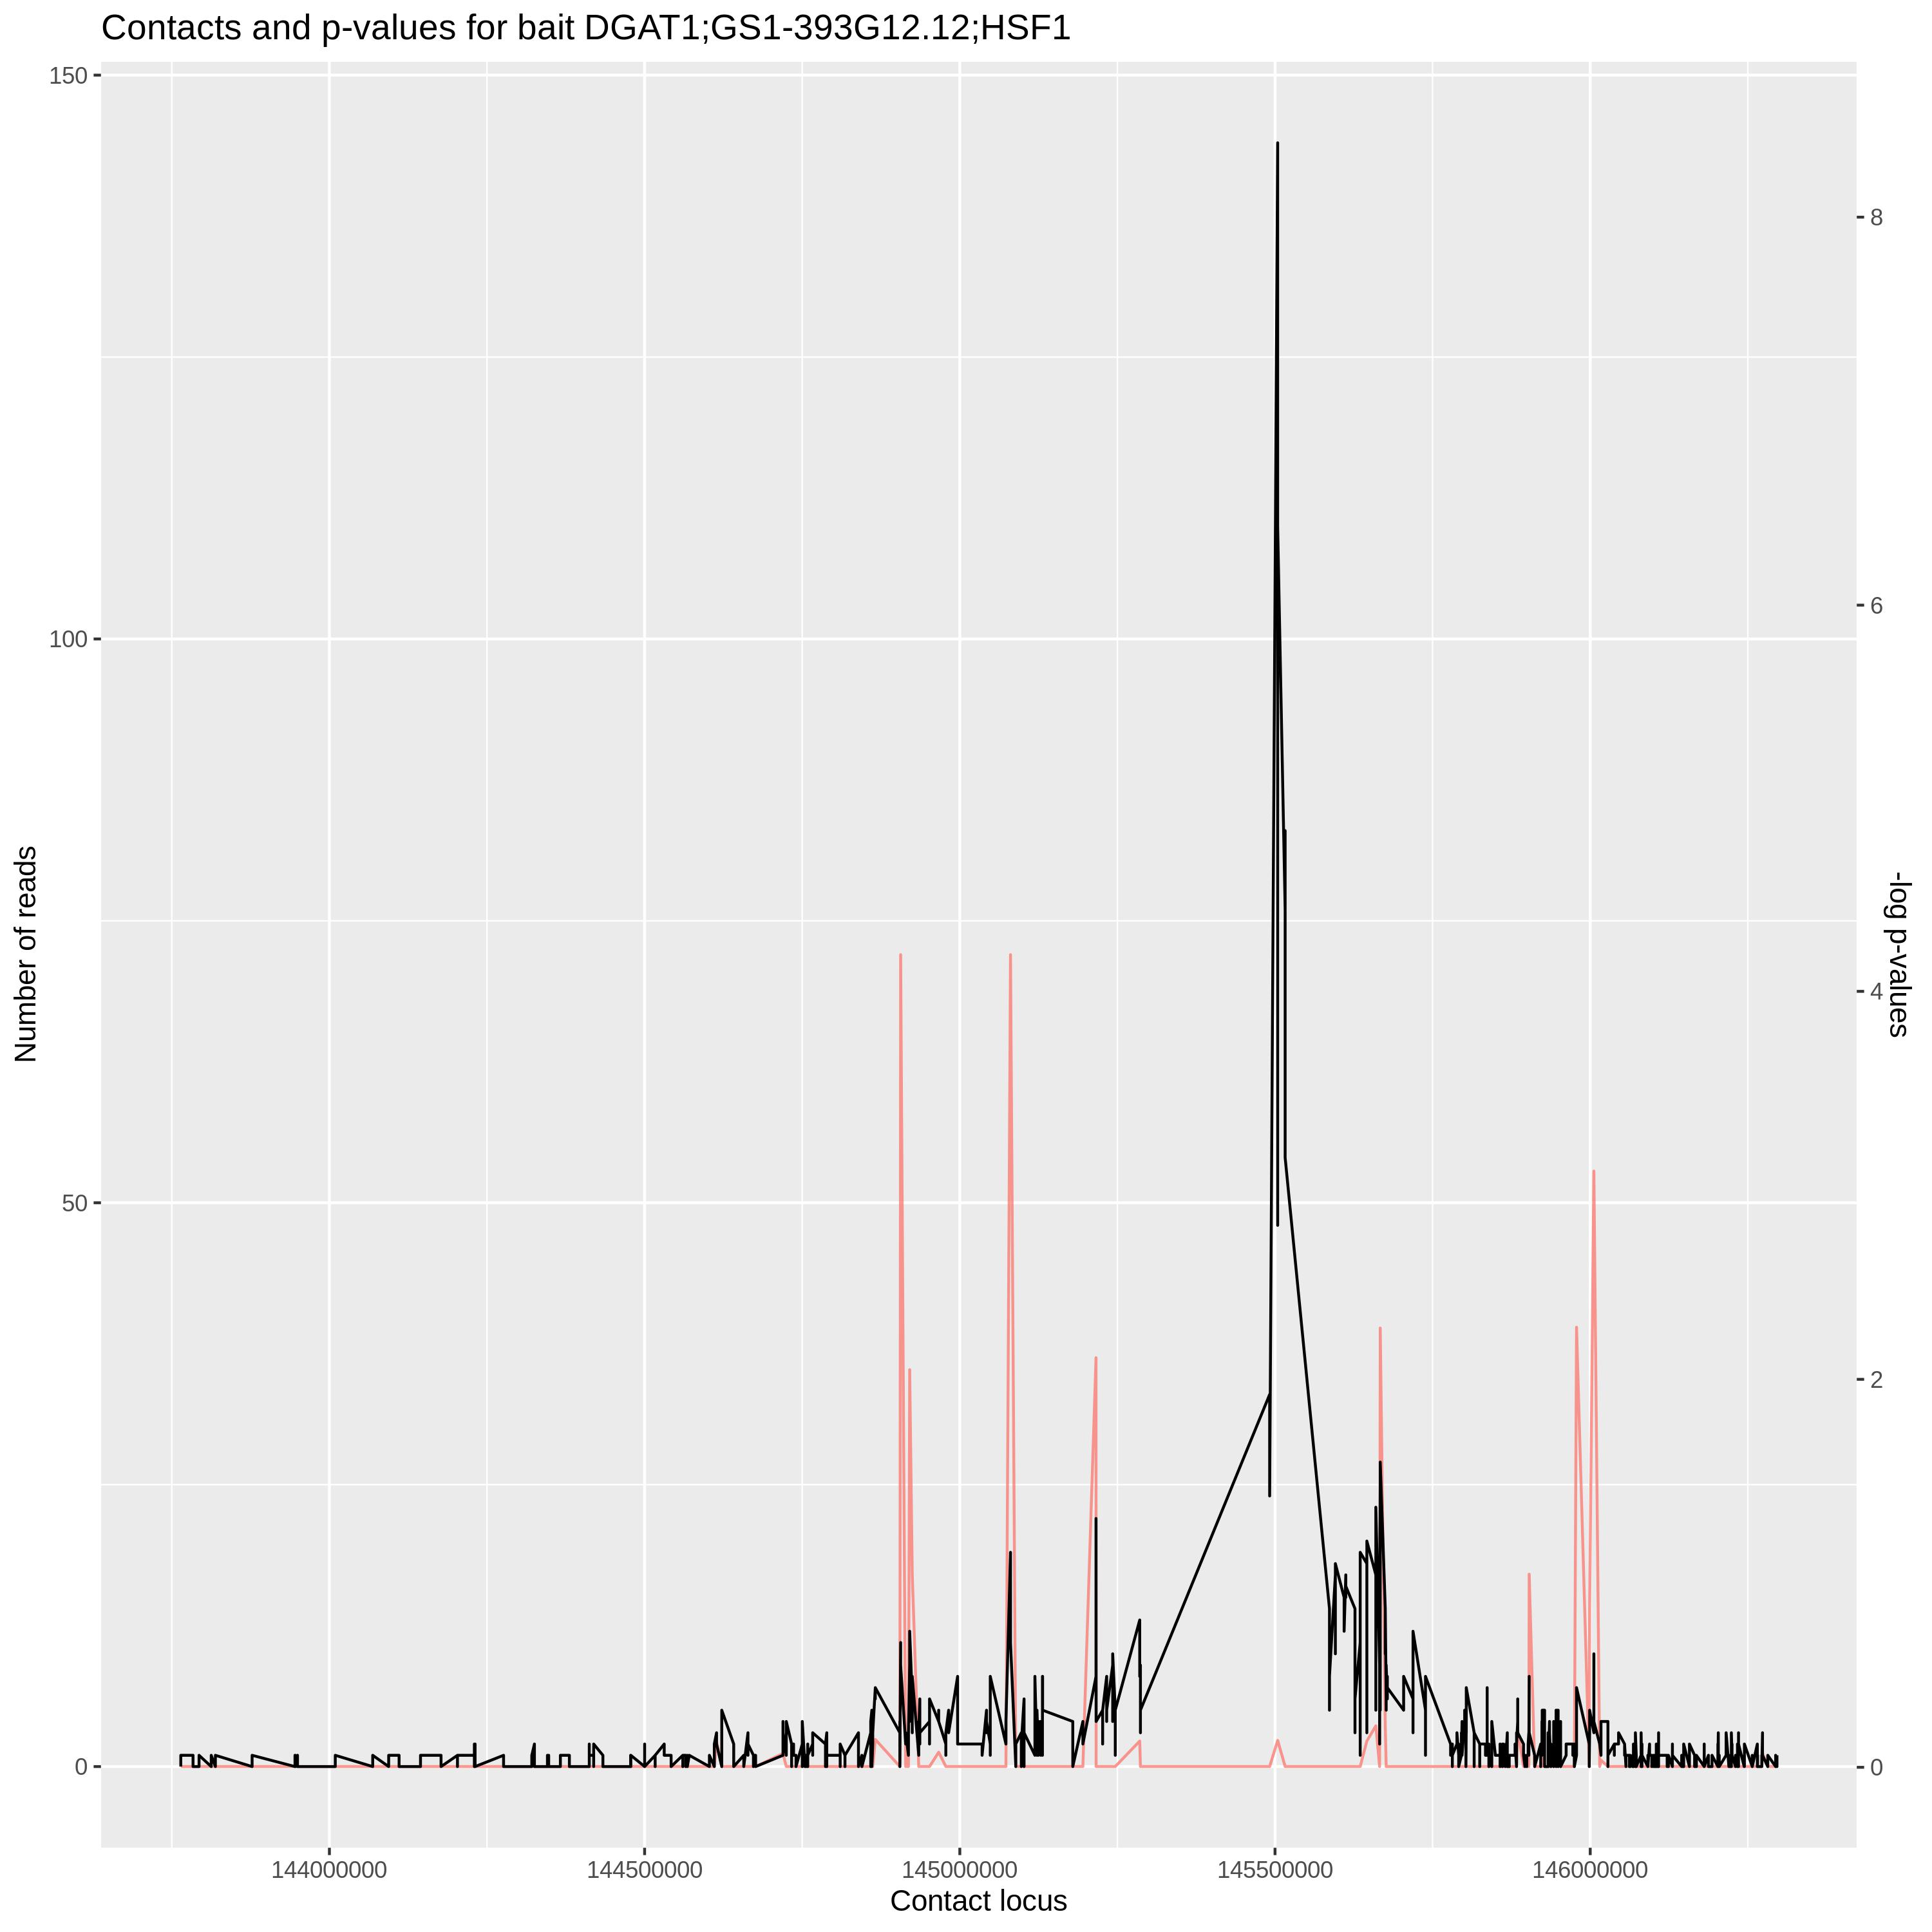 Contacts and p-values for bait DGAT1;GS1-393G12.12;HSF1
150
100
50
0
Number of reads
8
6
4
2
0
-log p-values
144000000 144500000 145000000 145500000 146000000
Contact locus